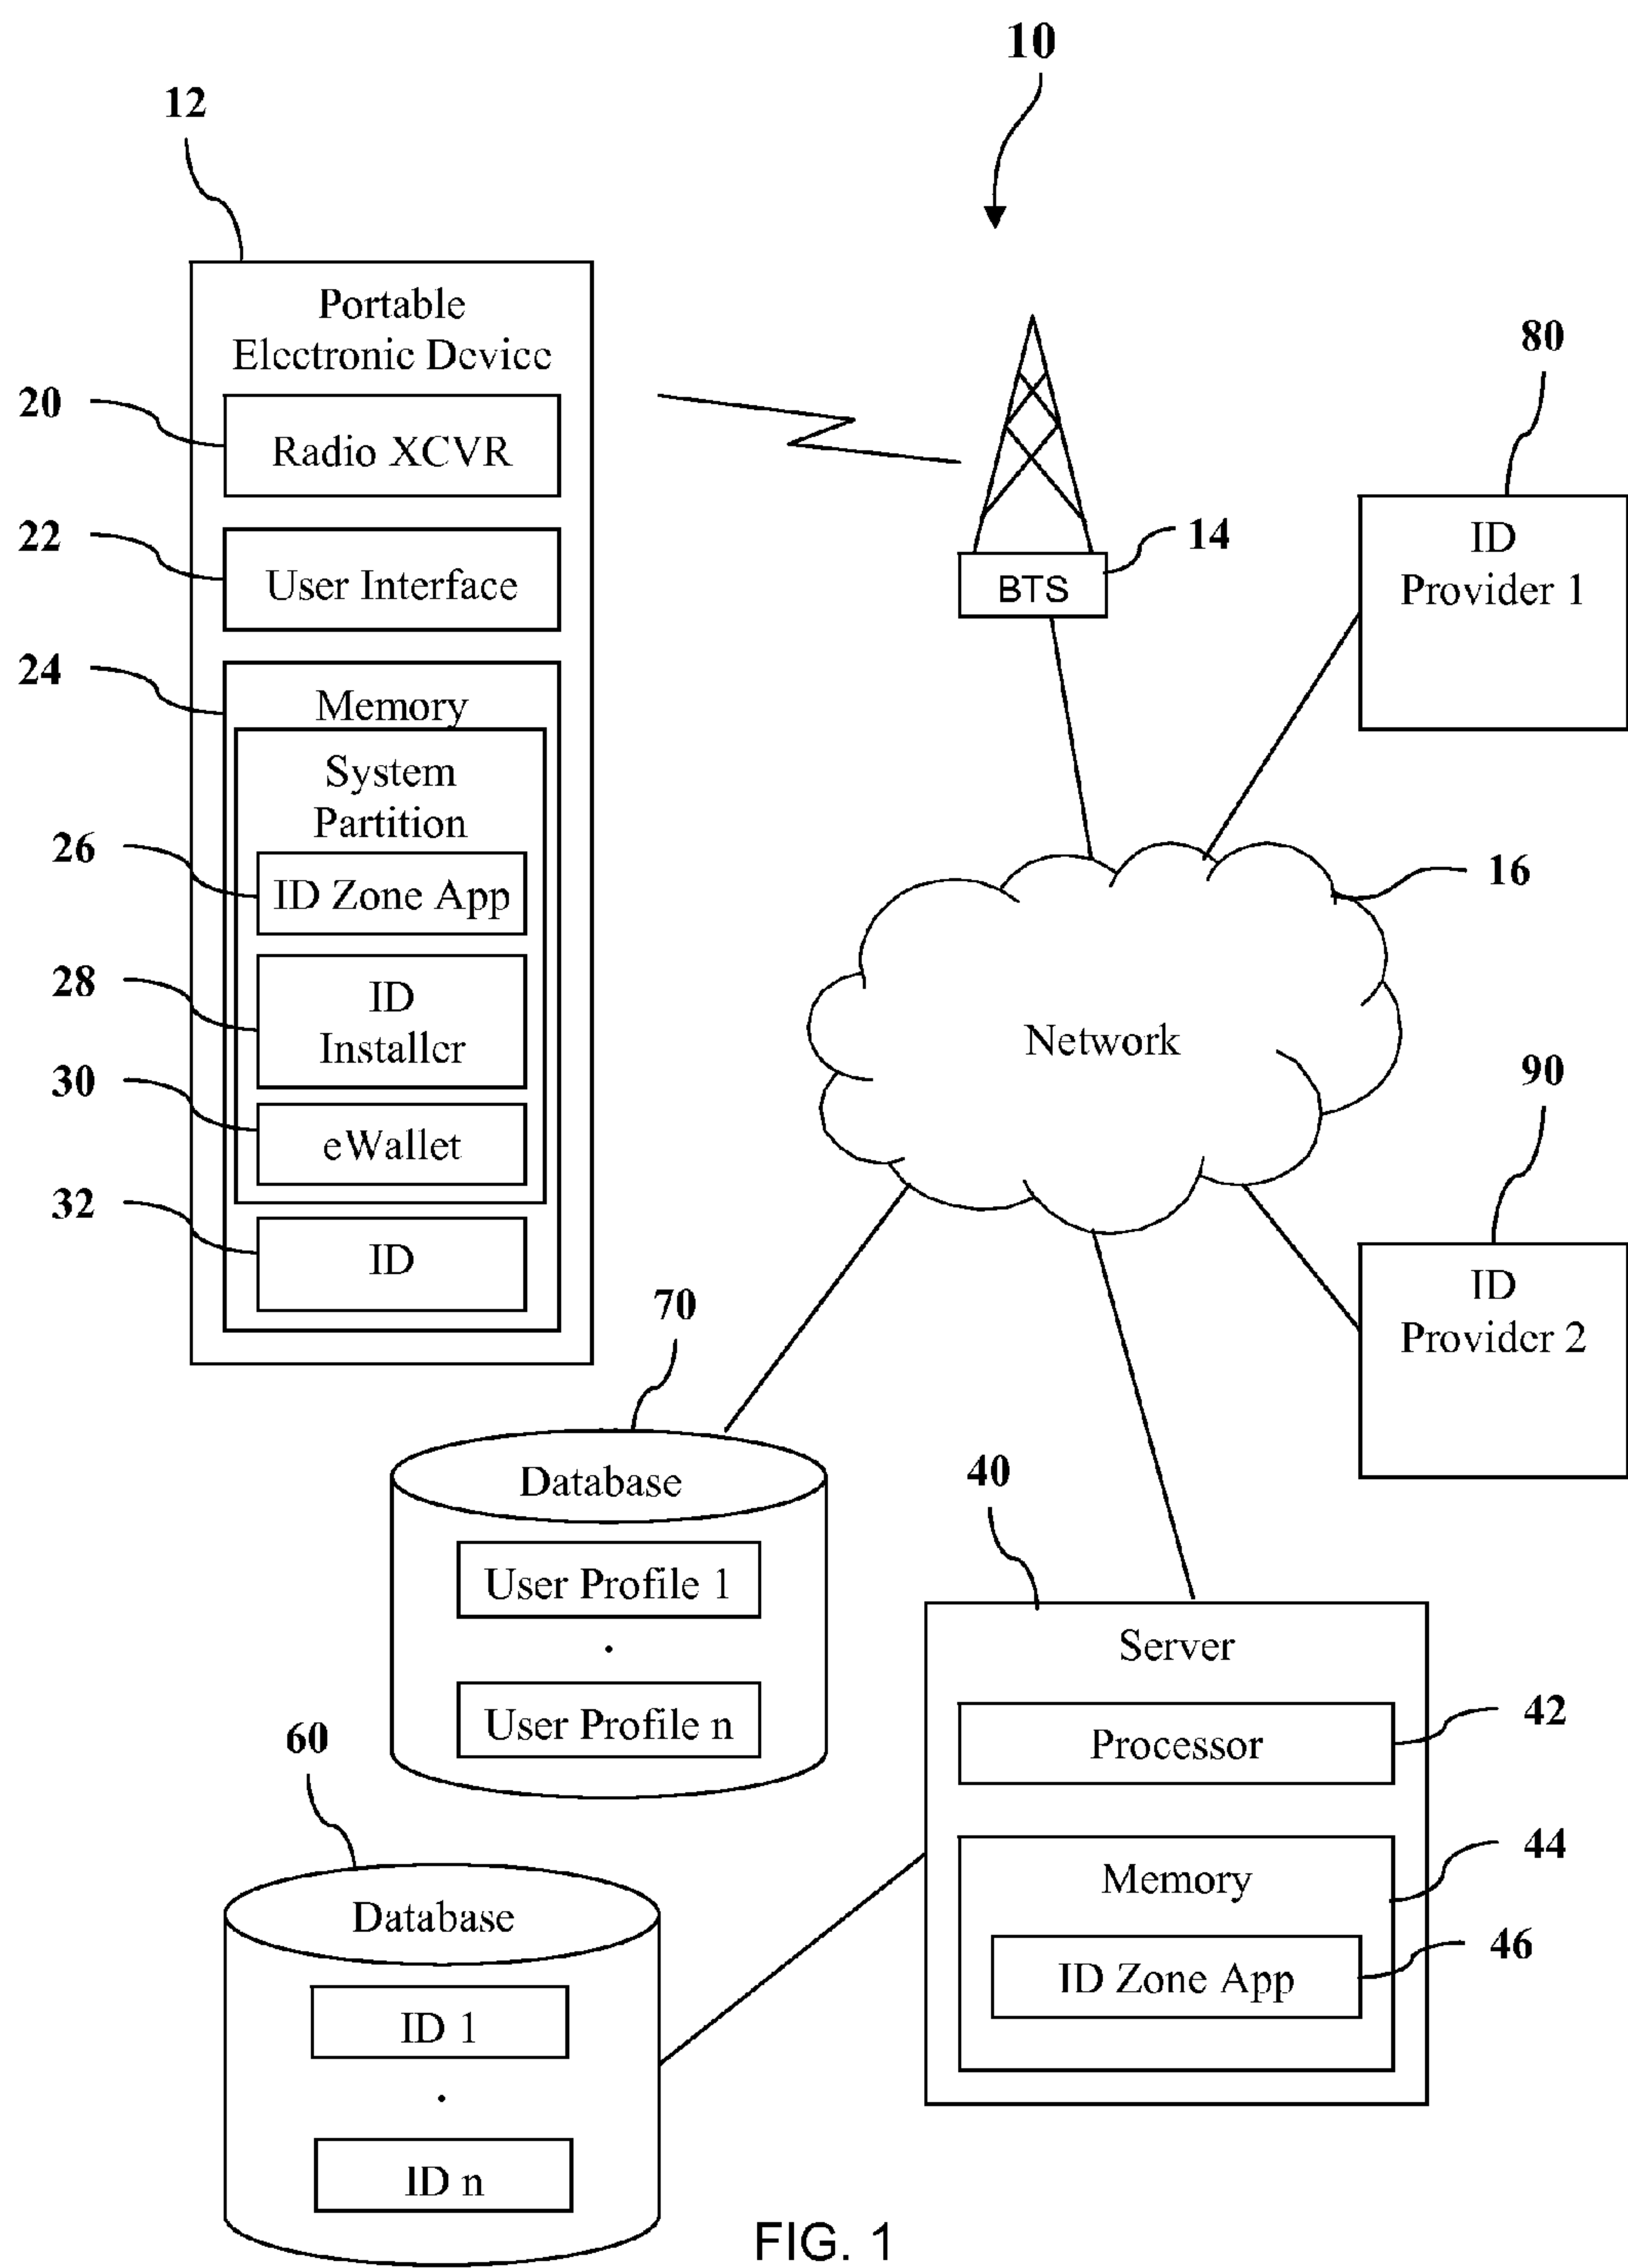 10
12
Portable
Electronic Device
20
Radio XCVR
22
User Interface
24
Memory
System
Partition
26
ID Zone App
28
ID
Installer
30
eWallet
32
ID
14
BTS
80
ID
Provider 1
16
Network
90
ID
Provider 2
70
Database
User Profile 1
.
User Profile n
40
Server
42
Processor
44
Memory
46
ID Zone App
60
Database
ID 1
.
ID n
FIG. 1